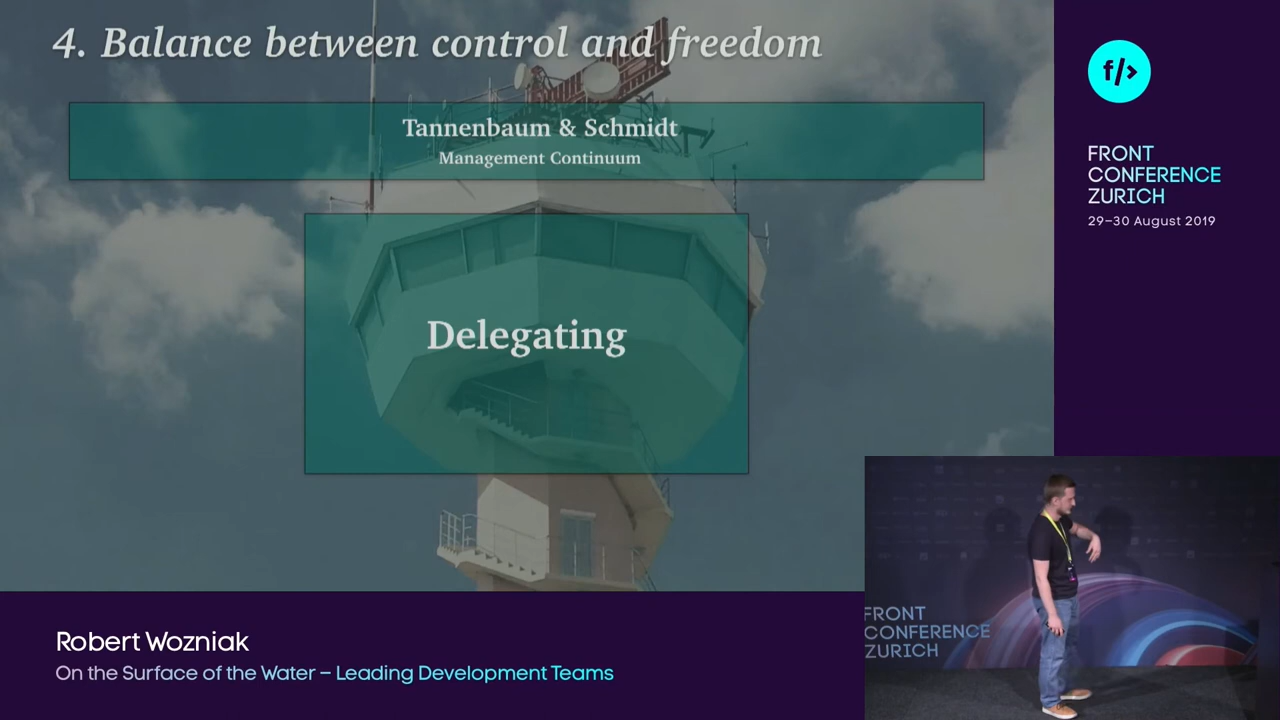 4. Balance between control and freedom
Tannenbaum & Schmidt
Management Continuum
Delegating
f/>
FRONT
CONFERENCE
ZURICH
29–30 August 2019
FRONT
CONFERENCE
ZURICH
Robert Wozniak
On the Surface of the Water – Leading Development Teams